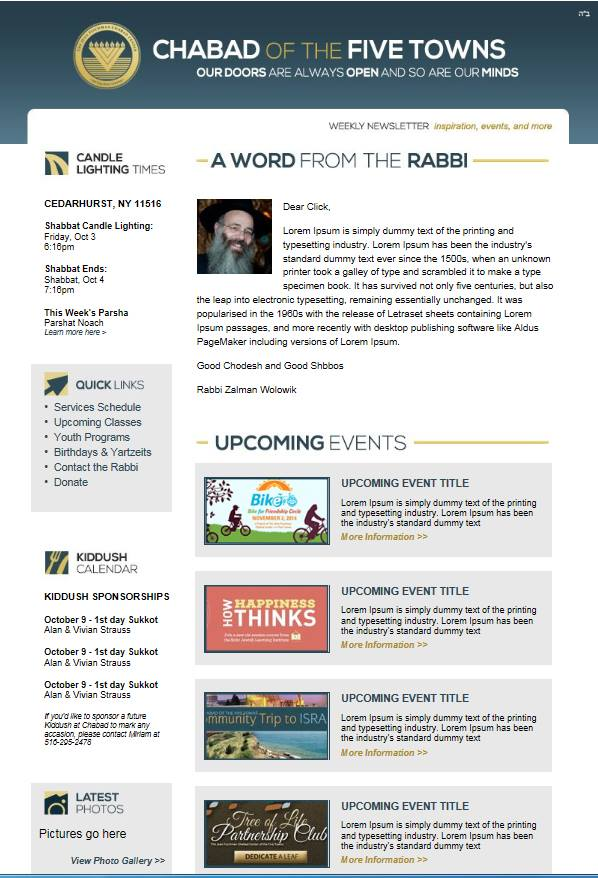 ב"ה
CHABAD OF THE FIVE TOWNS
OUR DOORS ARE ALWAYS OPEN AND SO ARE OUR MINDS
WEEKLY NEWSLETTER inspiration, events, and more
CANDLE
LIGHTING TIMES
CEDARHURST, NY 11516
Shabbat Candle Lighting:
Friday, Oct 3
6:16pm
Shabbat Ends:
Shabbat, Oct 4
7:16pm
This Week's Parsha
Parshat Noach
Learn more here >
QUICK LINKS
• Services Schedule
• Upcoming Classes
• Youth Programs
• Birthdays & Yartzeits
• Contact the Rabbi
• Donate
KIDDUSH
CALENDAR
KIDDUSH SPONSORSHIPS
October 9 - 1st day Sukkot
Alan & Vivian Strauss
October 9 - 1st day Sukkot
Alan & Vivian Strauss
October 9 - 1st day Sukkot
Alan & Vivian Strauss
If you'd like to sponsor a future
Kiddush at Chabad to mark any
accasion, please contact Miriam at
516-295-2478
LATEST
PHOTOS
Pictures go here
View Photo Gallery >>
A WORD FROM THE RABBI
Dear Click,
Lorem Ipsum is simply dummy text of the printing and
typesetting industry. Lorem Ipsum has been the industry's
standard dummy text ever since the 1500s, when an unknown
printer took a galley of type and scrambled it to make a type
specimen book. It has survived not only five centuries, but also
the leap into electronic typesetting, remaining essentially unchanged. It was
popularised in the 1960s with the release of Letraset sheets containing Lorem
Ipsum passages, and more recently with desktop publishing software like Aldus
PageMaker including versions of Lorem Ipsum.
Good Chodesh and Good Shbbos
Rabbi Zalman Wolowik
UPCOMING EVENTS
Bike
Bike for Friendship Circle
NOVEMBER 2, 2014
UPCOMING EVENT TITLE
Lorem Ipsum is simply dummy text of the printing
and typesetting industry. Lorem Ipsum has been
the industry's standard dummy text
More Information >>
HOW HAPPINESS
THINKS
UPCOMING EVENT TITLE
Lorem Ipsum is simply dummy text of the printing
and typesetting industry. Lorem Ipsum has been
the industry's standard dummy text
More Information >>
mmunity Trip to ISRA
UPCOMING EVENT TITLE
Lorem Ipsum is simply dummy text of the printing
and typesetting industry. Lorem Ipsum has been
the industry's standard dummy text
More Information >>
Tree of Life
Partnership Club
DEDICATE A LEAF
UPCOMING EVENT TITLE
Lorem Ipsum is simply dummy text of the printing
and typesetting industry. Lorem Ipsum has been
the industry's standard dummy text
More Information >>